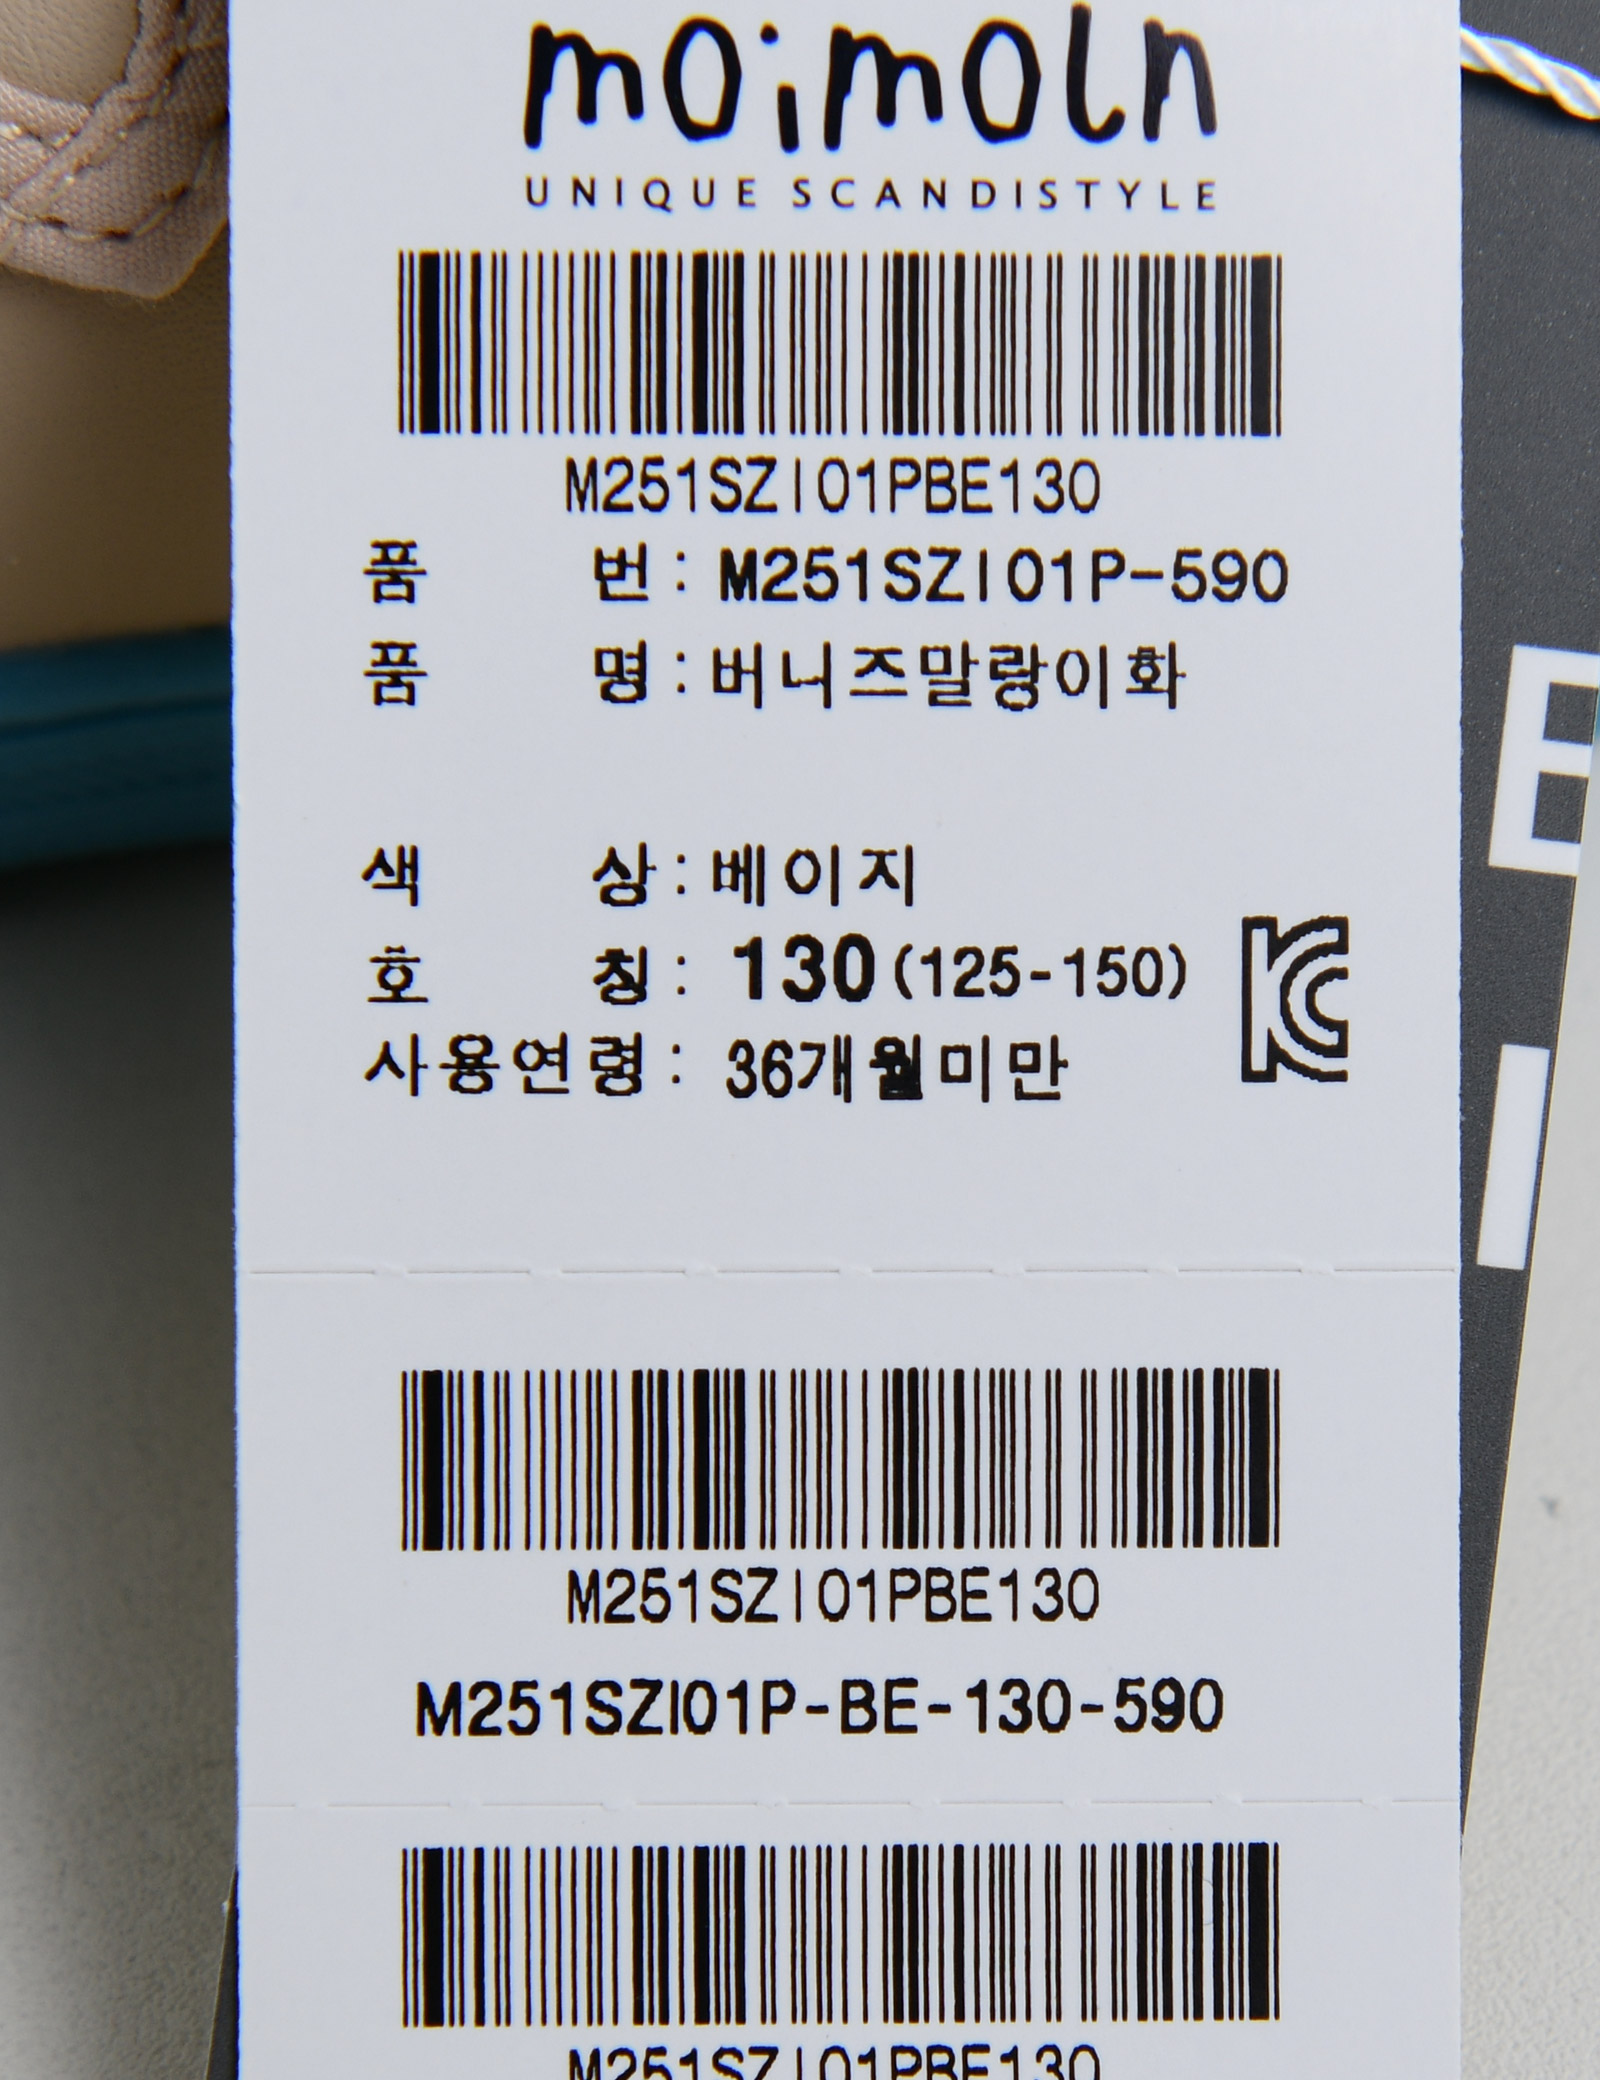 moimoln
UNIQUE SCANDISTYLE
M251SZI01PBE130
품 번 : M251SZI01P-590
품 명 : 버니즈말랑이화
색 상 : 베이지
호 칭 : 130(125-150)
사용연령 : 36개월미만
KC
M251SZI01PBE130
M251SZI01P-BE-130-590
M251SZI01PBE130
E
I